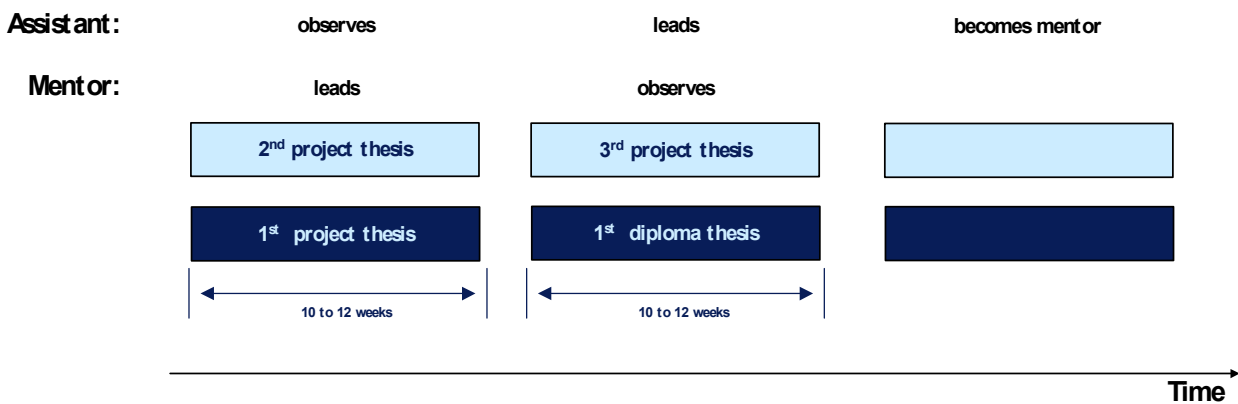 Assistant: observes leads becomes mentor
Mentor: leads observes
2nd project thesis 3rd project thesis
1st project thesis 1st diploma thesis
10 to 12 weeks 10 to 12 weeks
Time